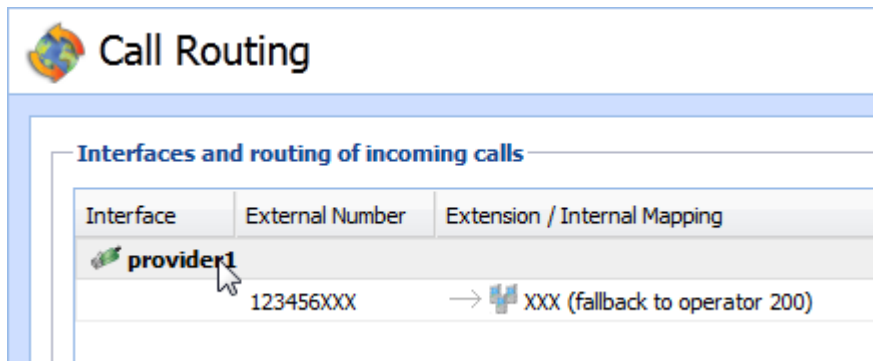 Call Routing
Interfaces and routing of incoming calls
Interface External Number Extension / Internal Mapping
provider1
123456XXX XXX (fallback to operator 200)